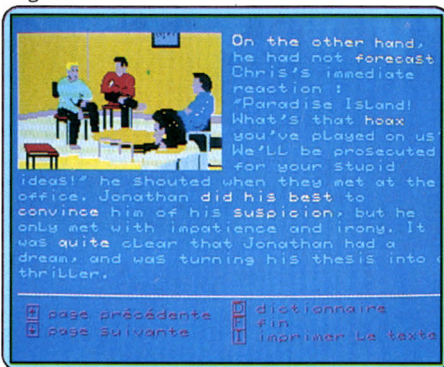 On the other hand,
he had not forecast
Chris's immediate
reaction :
"Paradise Island!
What's that hoax
you've played on us
We'll be prosecuted
for your stupid
ideas!" he shouted when they met at the
office. Jonathan did his best to
convince him of his suspicion, but he
only met with impatience and irony. It
was quite clear that Jonathan had a
dream, and was turning his thesis into
thriller.
page précédente
page suivante
D dictionnaire
F fin
I imprimer le texte